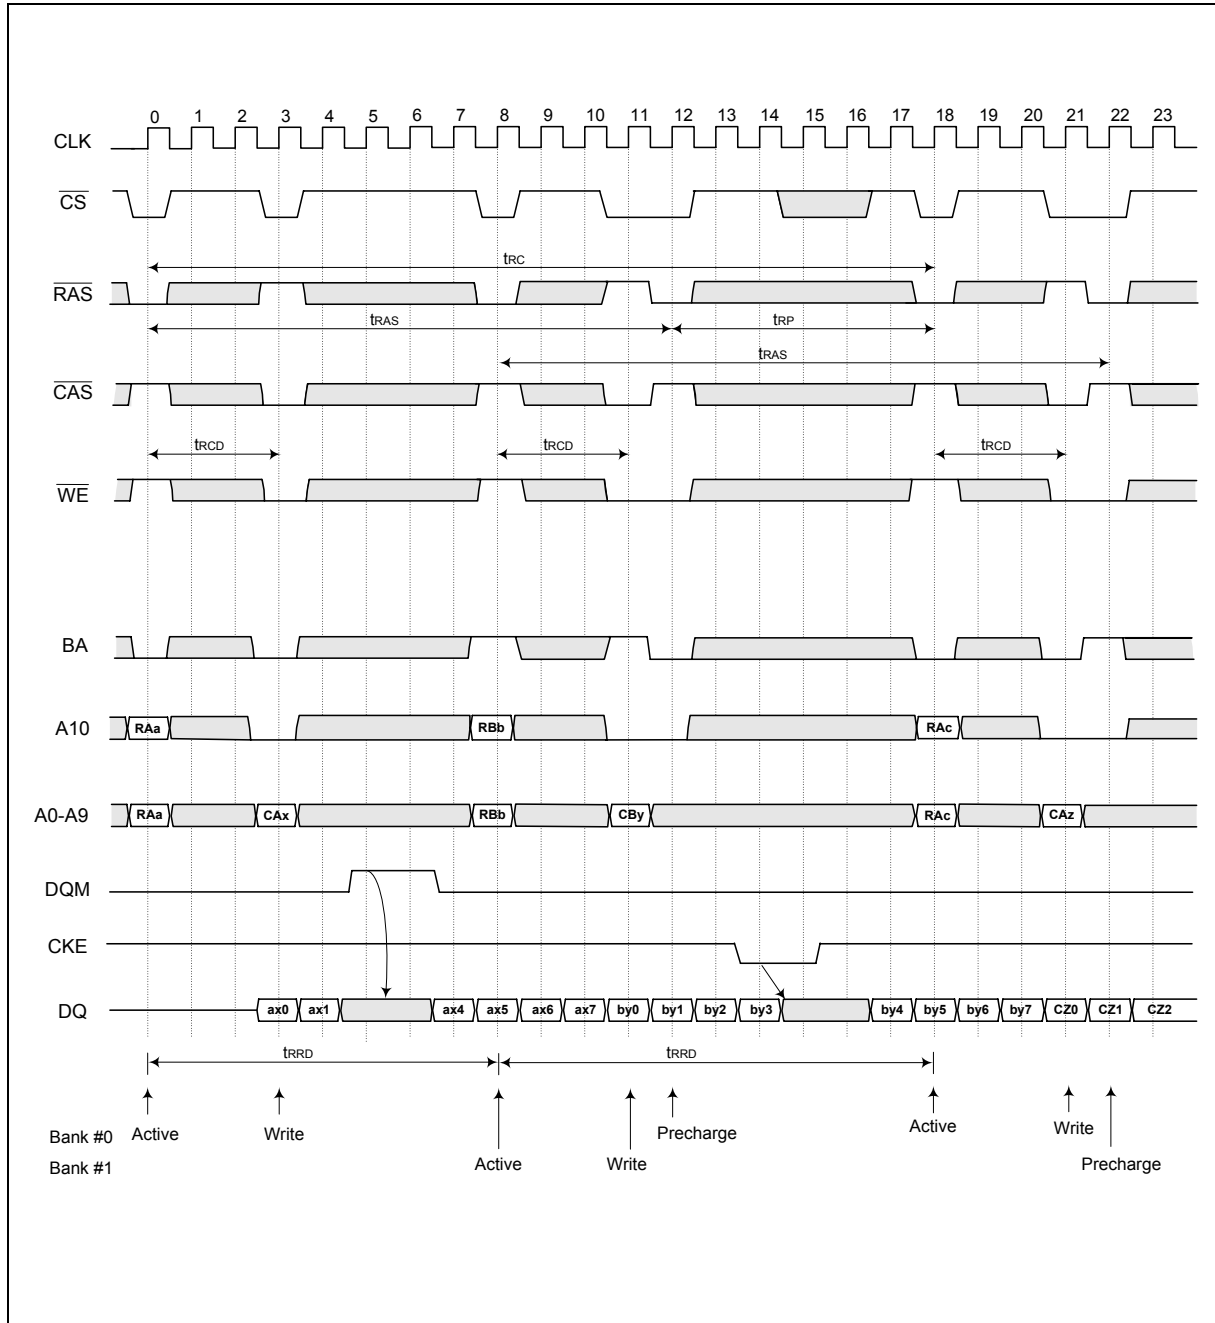 0 1 2 3 4 5 6 7 8 9 10 11 12 13 14 15 16 17 18 19 20 21 22 23
CLK
CS
tRC
RAS
tRAS tRP
tRAS
CAS
tRCD tRCD tRCD
WE
BA
A10 RAa RBb RAc
A0-A9 RAa CAx RBb CBy RAc CAz
DQM
CKE
DQ ax0 ax1 ax4 ax5 ax6 ax7 by0 by1 by2 by3 by4 by5 by6 by7 CZ0 CZ1 CZ2
tRRD tRRD
Bank #0 Active Write Precharge Active Write
Bank #1 Active Write Precharge